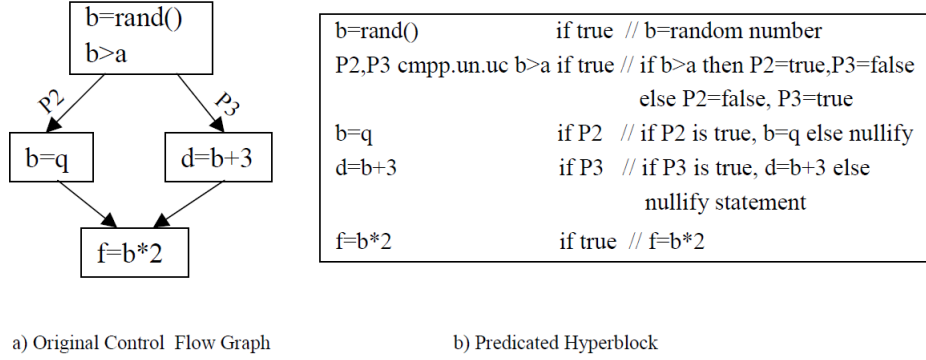 b=rand()
b>a
P2
P3
b=q
d=b+3
f=b*2
b=rand() if true // b=random number
P2,P3 cmpp.un.uc b>a if true // if b>a then P2=true,P3=false
else P2=false, P3=true
b=q if P2 // if P2 is true, b=q else nullify
d=b+3 if P3 // if P3 is true, d=b+3 else
nullify statement
f=b*2 if true // f=b*2
a) Original Control Flow Graph
b) Predicated Hyperblock